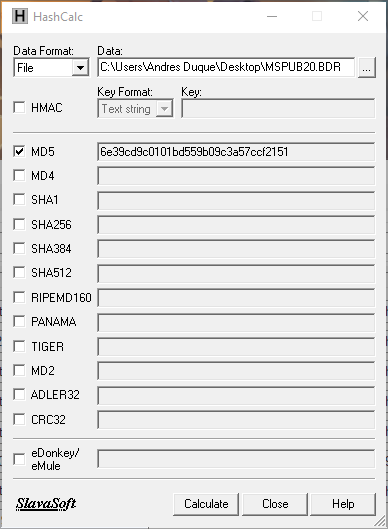 HashCalc
Data Format: Data:
File C:\Users\Andres Duque\Desktop\MSPUB20.BDR ...
Key Format: Key:
HMAC Text string
MD5 6e39cd9c0101bd559b09c3a57ccf2151
MD4
SHA1
SHA256
SHA384
SHA512
RIPEMD160
PANAMA
TIGER
MD2
ADLER32
CRC32
eDonkey/
eMule
SlavaSoft Calculate Close Help